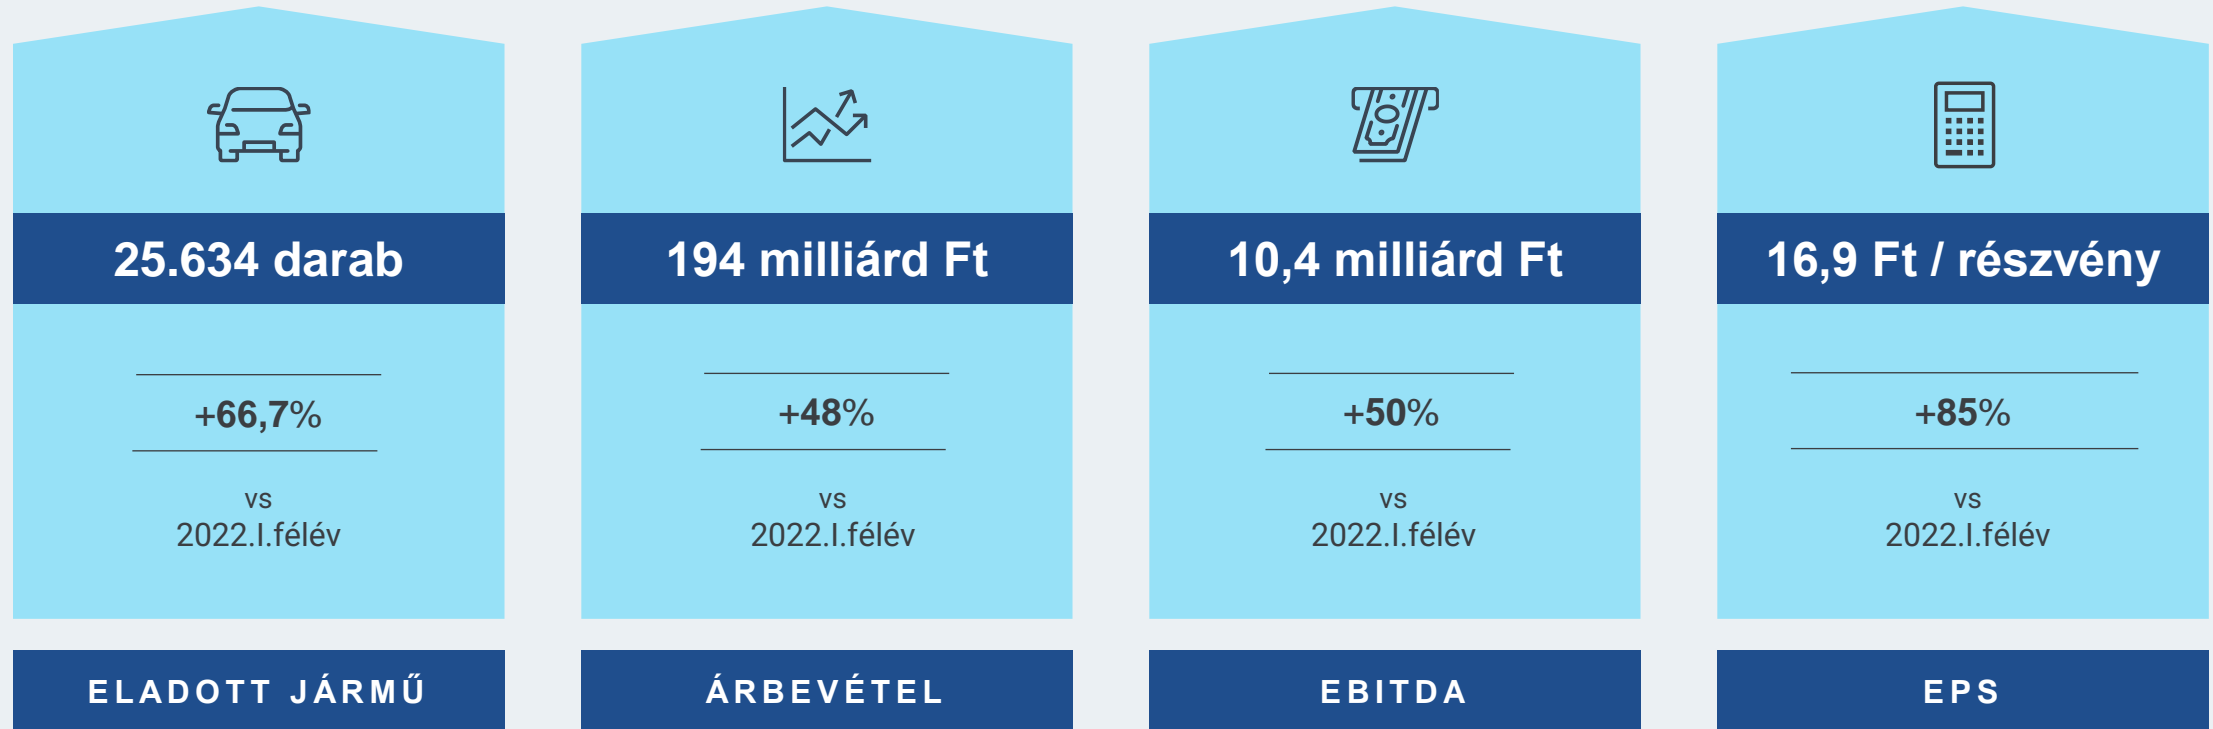 25.634 darab
+66,7%
vs
2022.I.félév
ELADOTT JÁRMŰ
194 milliárd Ft
+48%
vs
2022.I.félév
ÁRBEVÉTEL
10,4 milliárd Ft
+50%
vs
2022.I.félév
EBITDA
16,9 Ft / részvény
+85%
vs
2022.I.félév
EPS